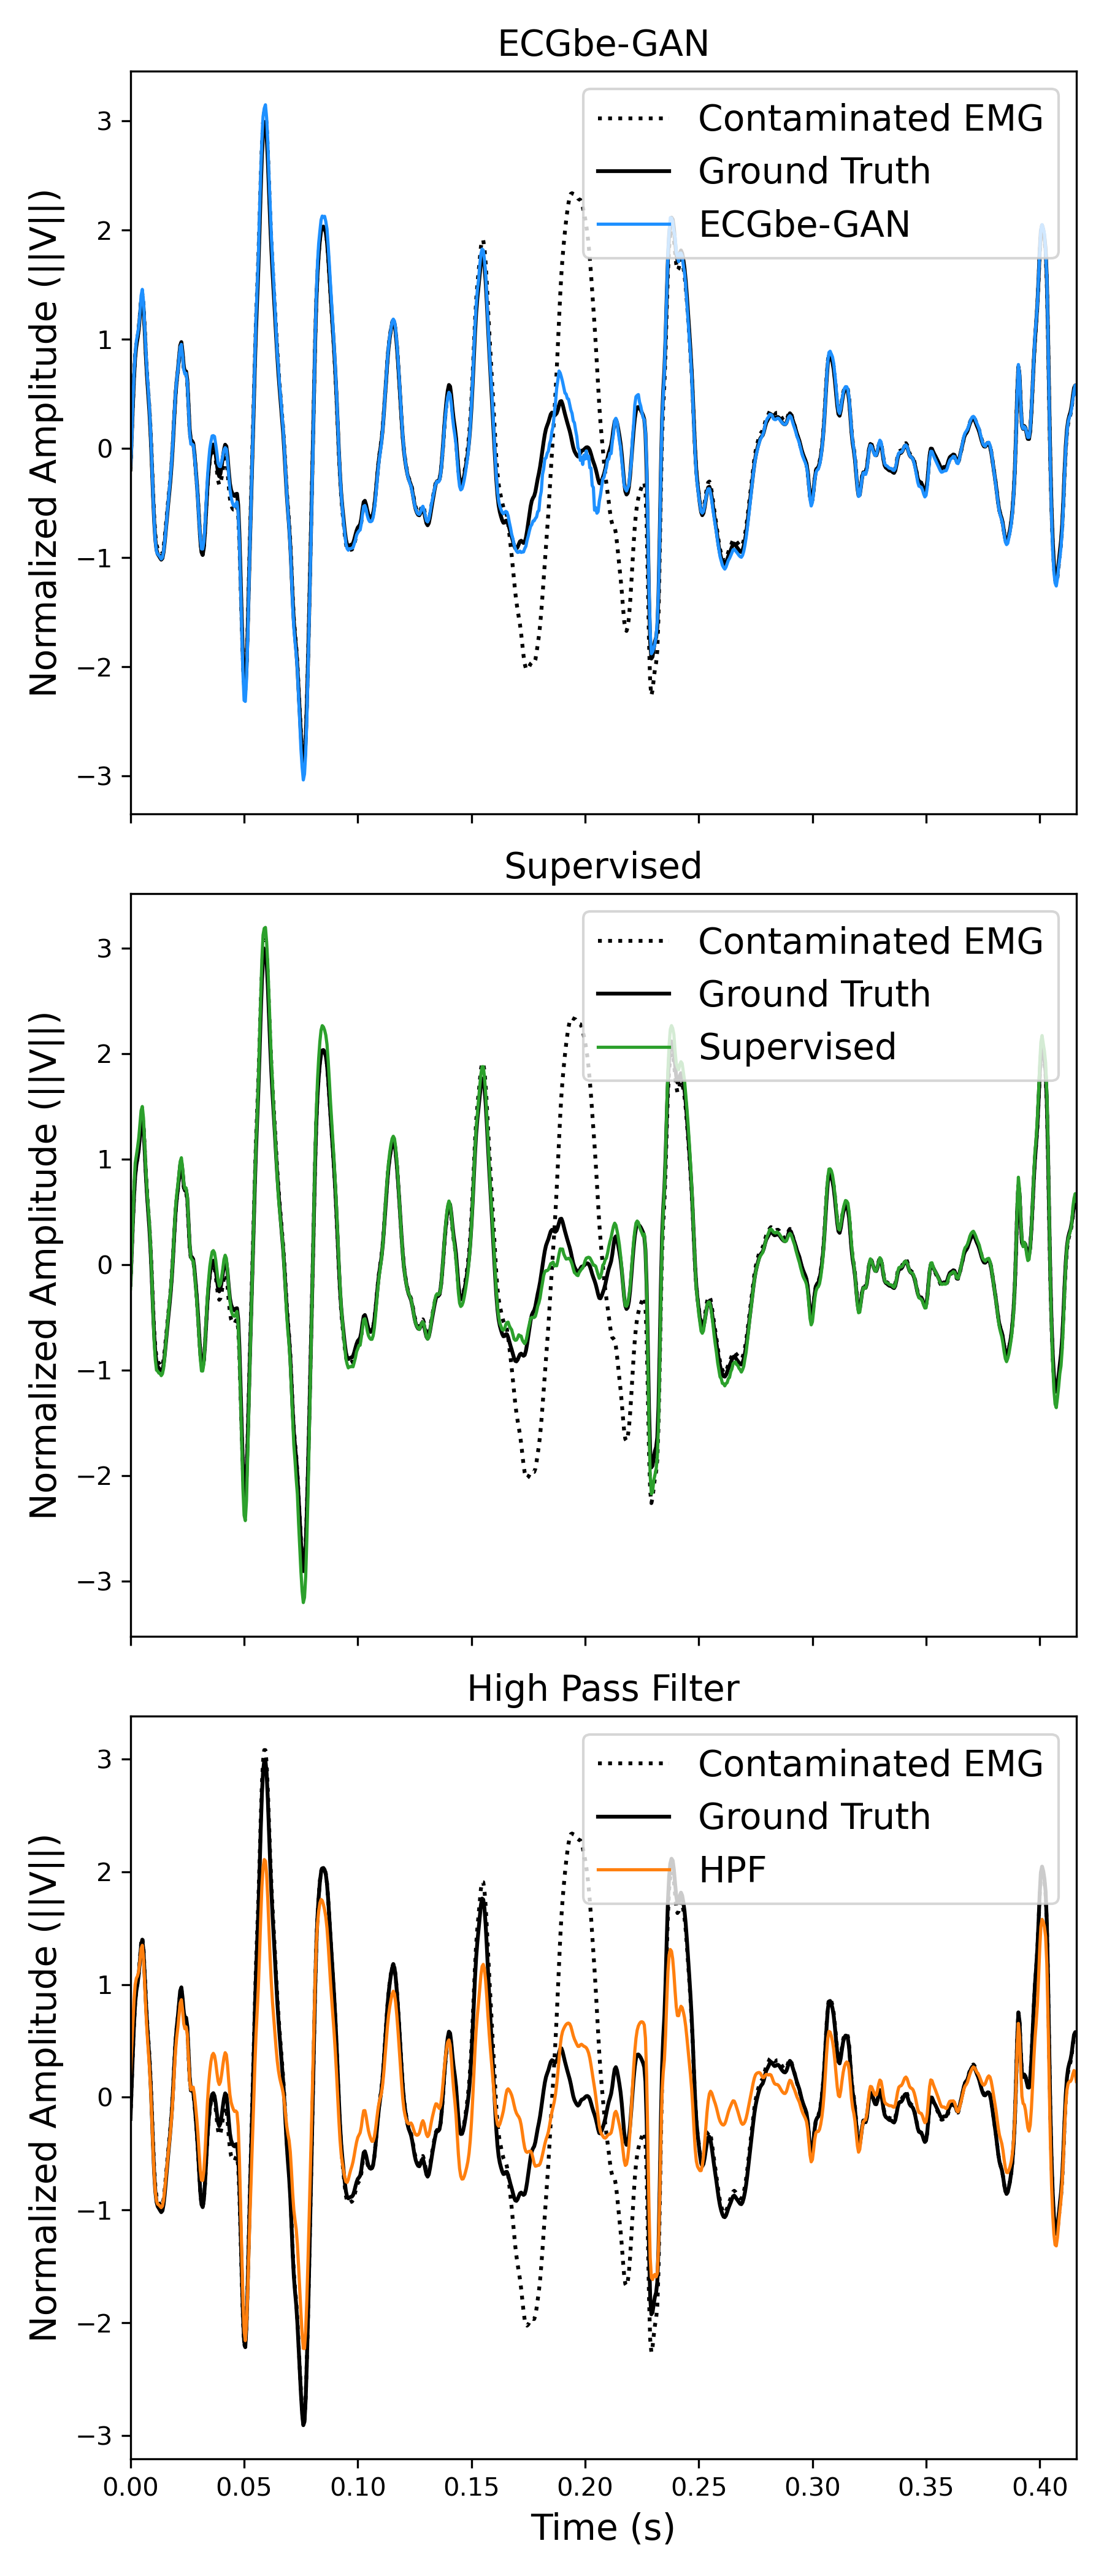 ECGbe-GAN
Normalized Amplitude (||V||)
3
2
1
0
−1
−2
−3
Contaminated EMG
Ground Truth
ECGbe-GAN
Supervised
Normalized Amplitude (||V||)
3
2
1
0
−1
−2
−3
Contaminated EMG
Ground Truth
Supervised
High Pass Filter
Normalized Amplitude (||V||)
3
2
1
0
−1
−2
−3
Contaminated EMG
Ground Truth
HPF
0.00 0.05 0.10 0.15 0.20 0.25 0.30 0.35 0.40
Time (s)